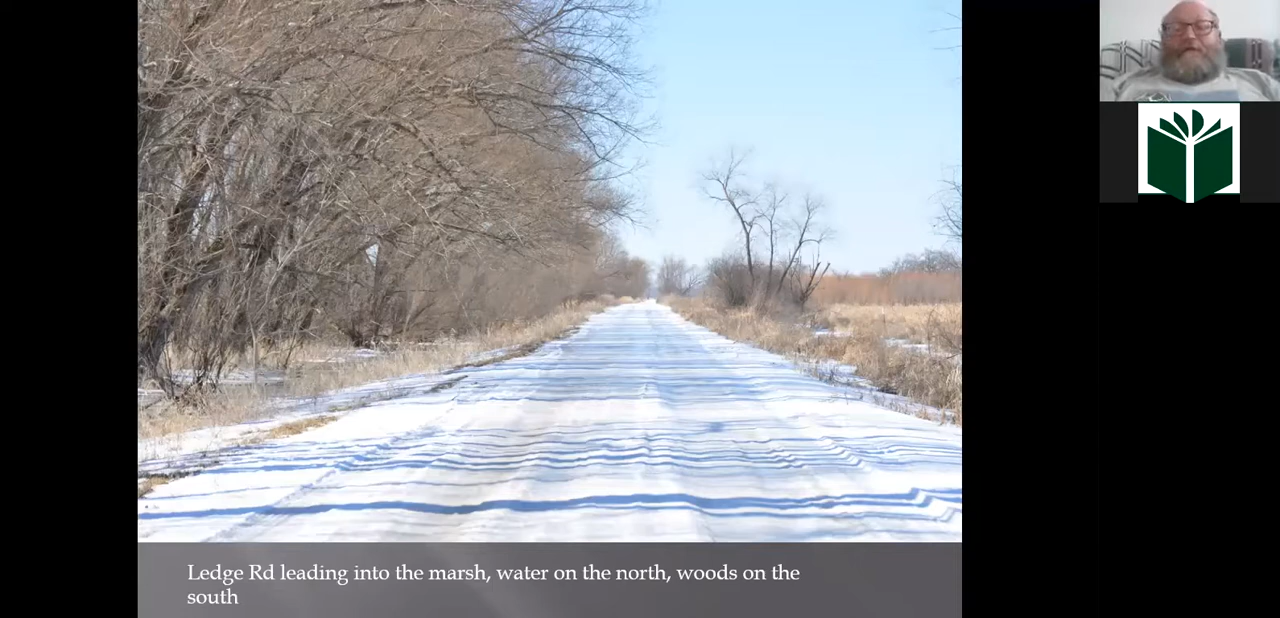 Ledge Rd leading into the marsh, water on the north, woods on the
south